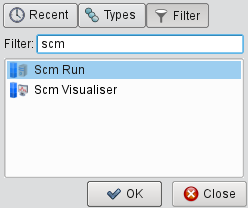 Recent Types Filter
Filter: scm
Scm Run
Scm Visualiser
OK Close